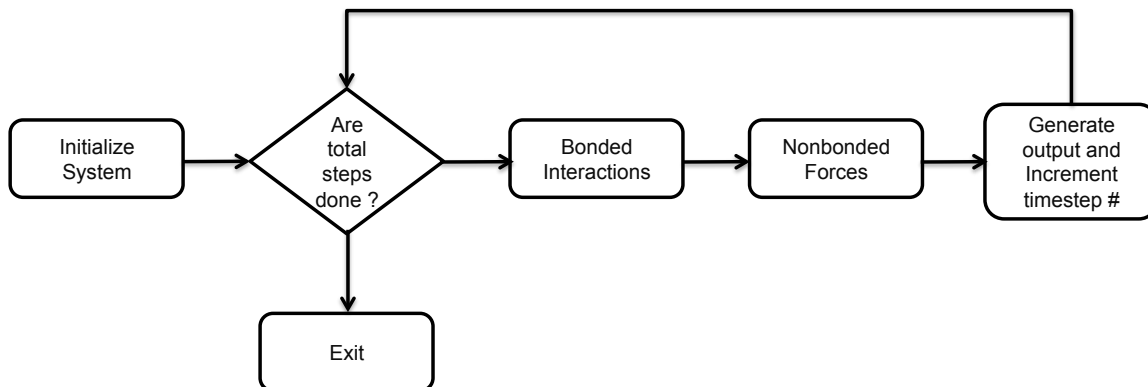 Initialize
System
Are
total
steps
done ?
Bonded
Interactions
Nonbonded
Forces
Generate
output and
Increment
timestep #
Exit